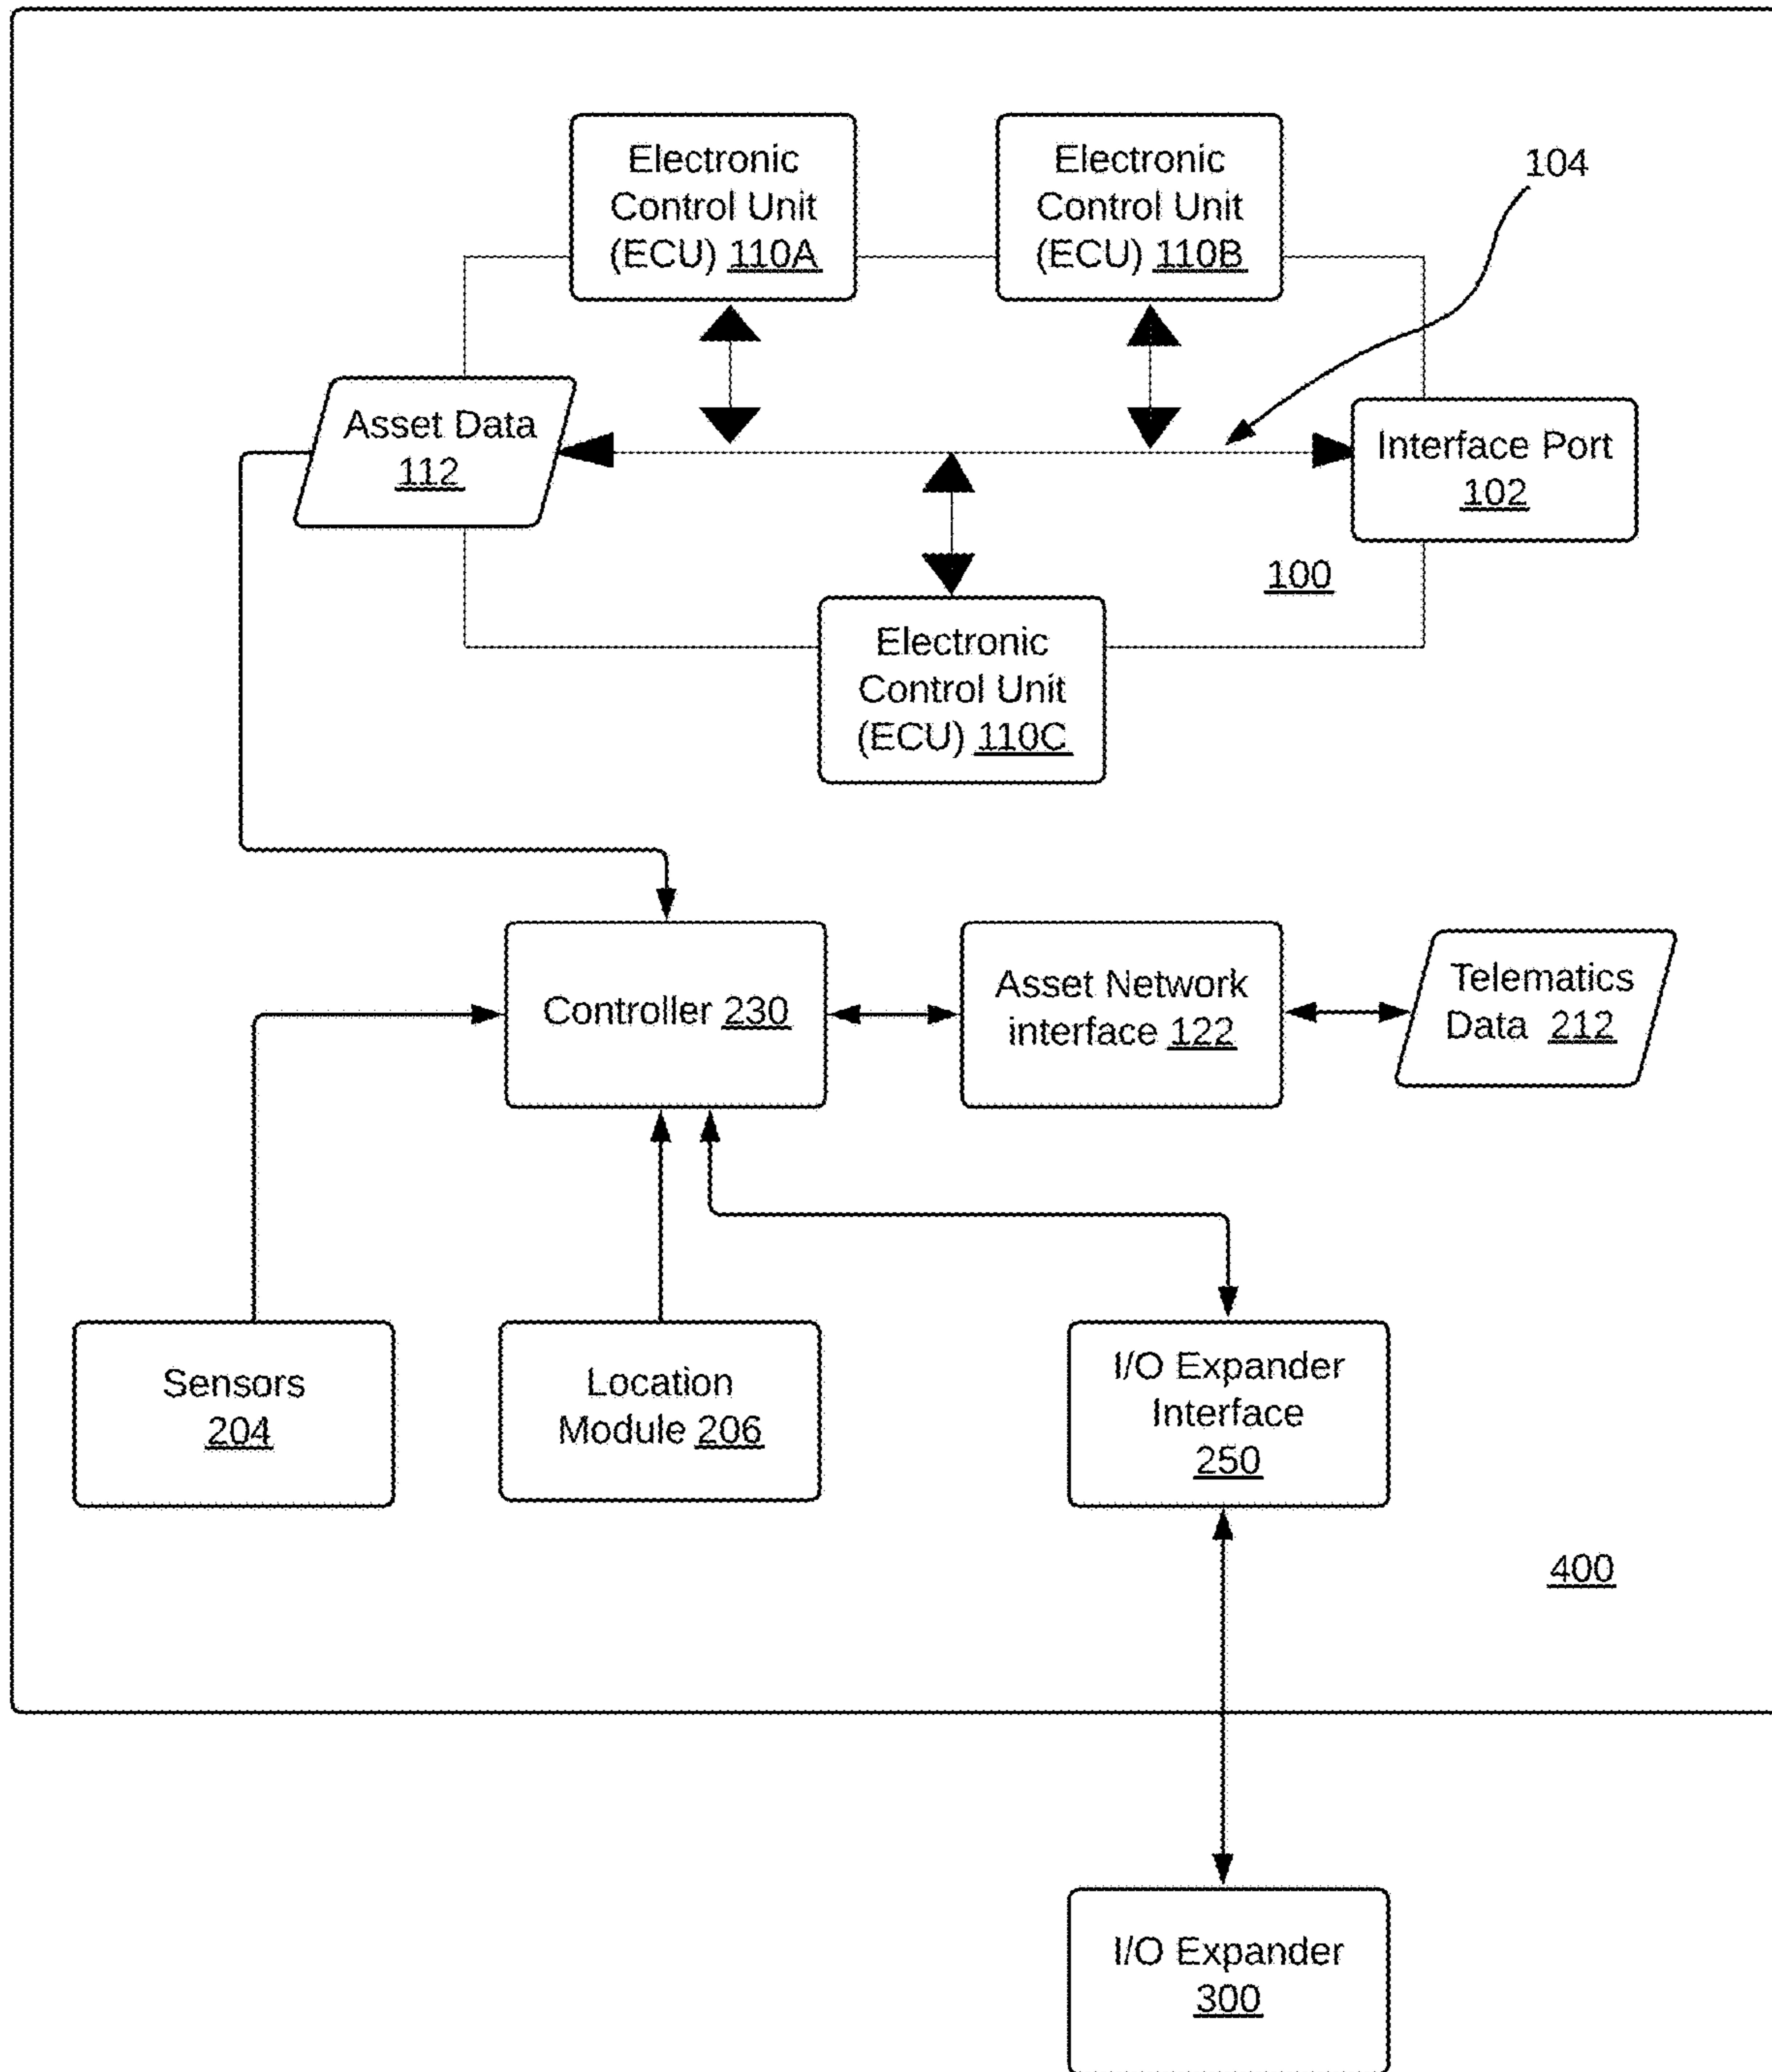 Electronic
Control Unit
(ECU) 110A
Electronic
Control Unit
(ECU) 110B
104
Asset Data
112
Interface Port
102
100
Electronic
Control Unit
(ECU) 110C
Controller 230
Asset Network
interface 122
Telematics
Data 212
Sensors
204
Location
Module 206
I/O Expander
Interface
250
400
I/O Expander
300